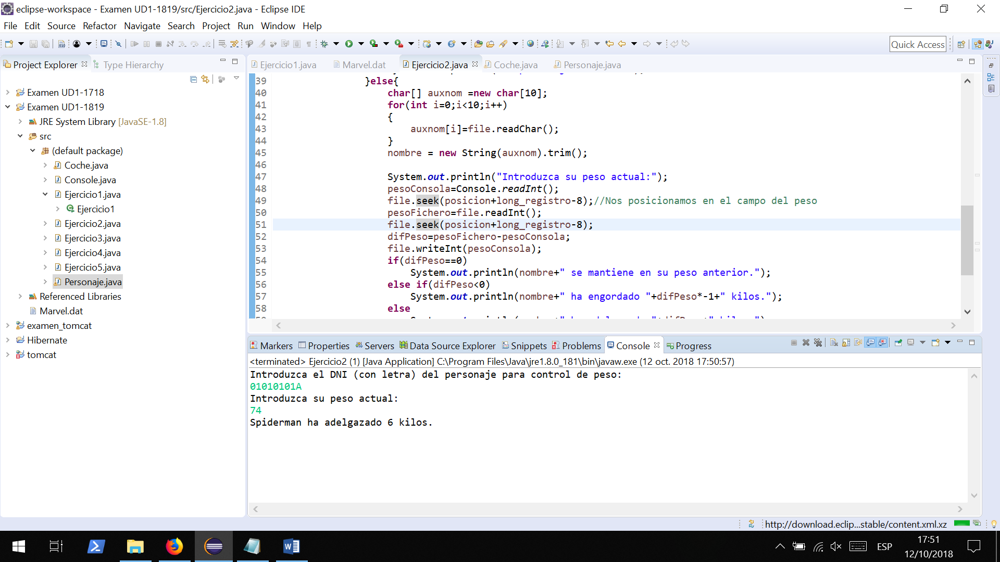 eclipse-workspace - Examen UD1-1819/src/Ejercicio2.java - Eclipse IDE
File Edit Source Refactor Navigate Search Project Run Window Help
Quick Access
Project Explorer Type Hierarchy
Examen UD1-1718
Examen UD1-1819
JRE System Library [JavaSE-1.8]
src
(default package)
Coche.java
Console.java
Ejercicio1.java
Ejercicio1
Ejercicio2.java
Ejercicio3.java
Ejercicio4.java
Ejercicio5.java
Personaje.java
Referenced Libraries
Marvel.dat
examen_tomcat
Hibernate
tomcat
Ejercicio1.java Marvel.dat Ejercicio2.java Coche.java Personaje.java
39 }else{
40 char[] auxnom =new char[10];
41 for(int i=0;i<10;i++)
42 {
43 auxnom[i]=file.readChar();
44 }
45 nombre = new String(auxnom).trim();
46
47 System.out.println("Introduzca su peso actual:");
48 pesoConsola=Console.readInt();
49 file.seek(posicion+long_registro-8);//Nos posicionamos en el campo del peso
50 pesoFichero=file.readInt();
51 file.seek(posicion+long_registro-8);
52 difPeso=pesoFichero-pesoConsola;
53 file.writeInt(pesoConsola);
54 if(difPeso==0)
55 System.out.println(nombre+" se mantiene en su peso anterior.");
56 else if(difPeso<0)
57 System.out.println(nombre+" ha engordado "+difPeso*-1+" kilos.");
58 else
Markers Properties Servers Data Source Explorer Snippets Problems Console Progress
<terminated> Ejercicio2 (1) [Java Application] C:\Program Files\Java\jre1.8.0_181\bin\javaw.exe (12 oct. 2018 17:50:57)
Introduzca el DNI (con letra) del personaje para control de peso:
01010101A
Introduzca su peso actual:
74
Spiderman ha adelgazado 6 kilos.
http://download.eclip...stable/content.xml.xz
ESP
17:51
12/10/2018